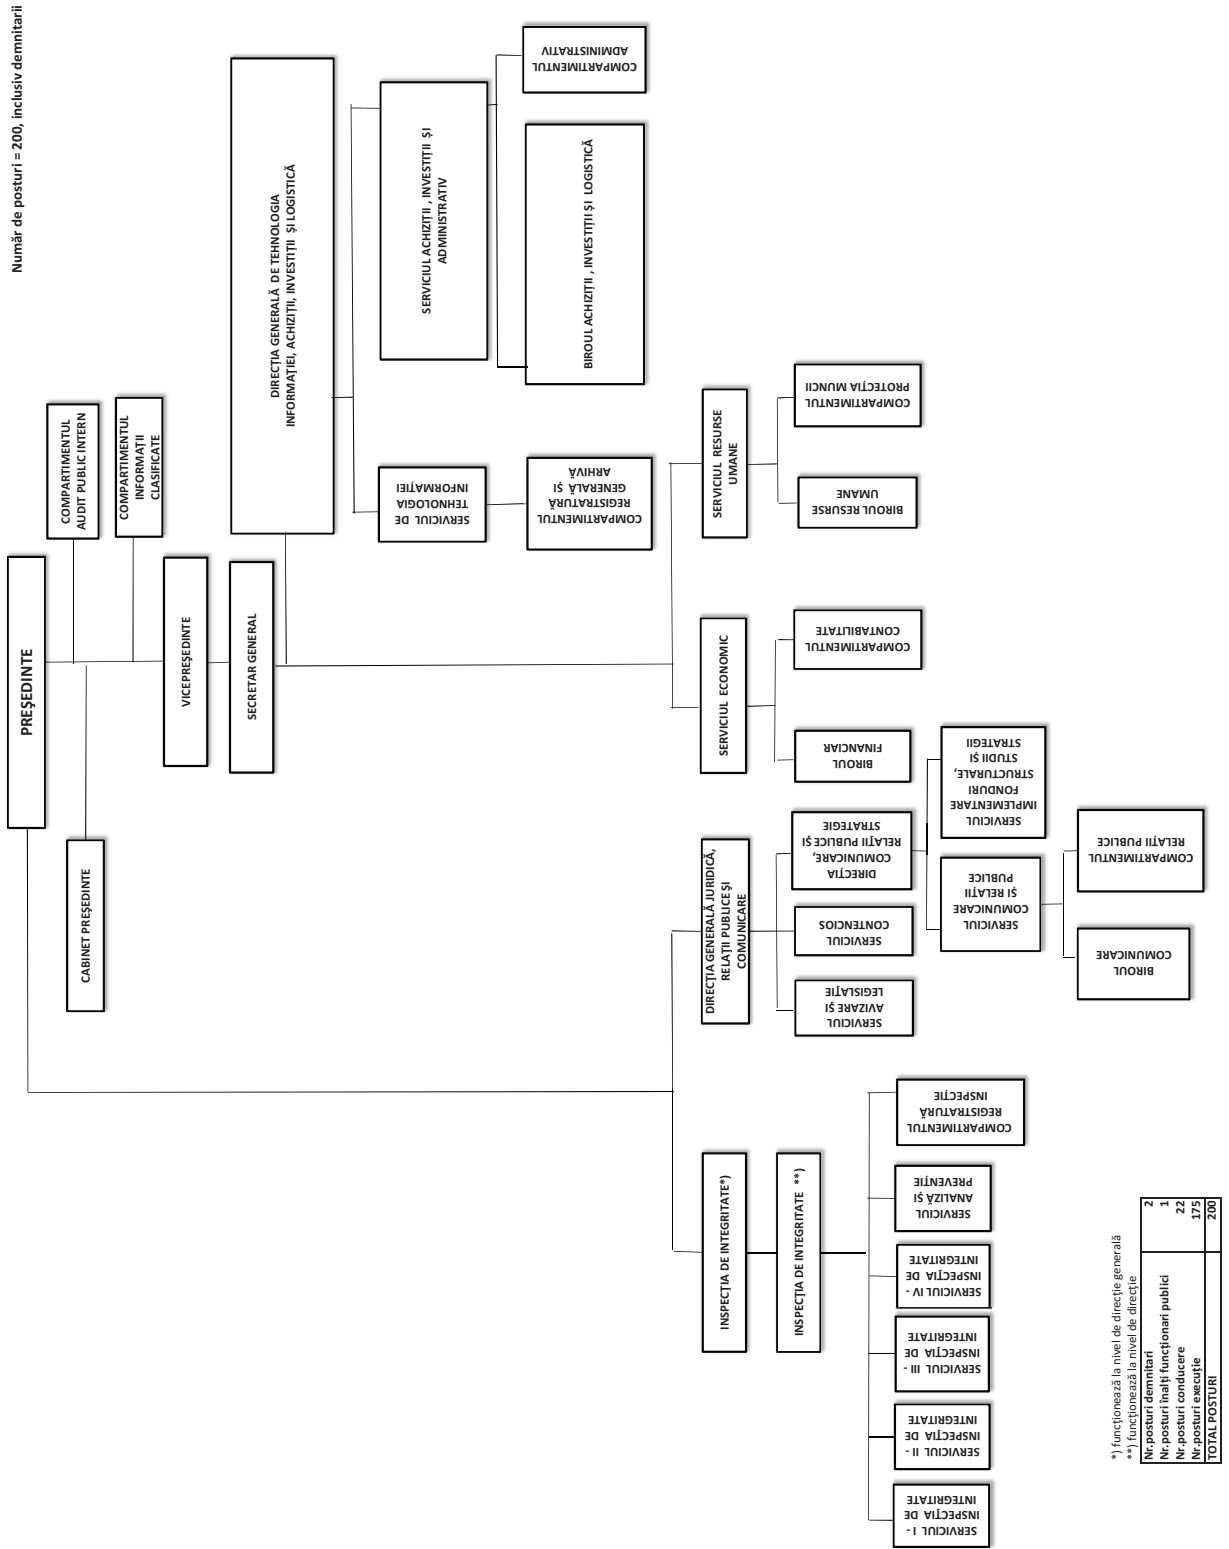 Număr de posturi = 200, inclusiv demnitarii
PREȘEDINTE
COMPARTIMENTUL
AUDIT PUBLIC INTERN
COMPARTIMENTUL
INFORMAȚII
CLASIFICATE
CABINET PREȘEDINTE
VICEPREȘEDINTE
SECRETAR GENERAL
DIRECȚIA GENERALĂ DE TEHNOLOGIA
INFORMAȚIEI, ACHIZIȚII, INVESTIȚII ȘI LOGISTICĂ
SERVICIUL DE
TEHNOLOGIA
INFORMAȚIEI
SERVICIUL ACHIZIȚII , INVESTIȚII ȘI
ADMINISTRATIV
COMPARTIMENTUL
REGISTRATURĂ
GENERALĂ ȘI
ARHIVĂ
BIROUL ACHIZIȚII , INVESTIȚII ȘI LOGISTICĂ
COMPARTIMENTUL
ADMINISTRATIV
INSPECȚIA DE INTEGRITATE*)
DIRECȚIA GENERALĂ JURIDICĂ,
RELAȚII PUBLICE ȘI
COMUNICARE
SERVICIUL ECONOMIC
SERVICIUL RESURSE
UMANE
INSPECȚIA DE INTEGRITATE **)
SERVICIUL
AVIZARE ȘI
LEGISLAȚIE
SERVICIUL
CONTENCIOS
DIRECȚIA
COMUNICARE,
RELAȚII PUBLICE ȘI
STRATEGIE
BIROUL
FINANCIAR
COMPARTIMENTUL
CONTABILITATE
BIROUL RESURSE
UMANE
COMPARTIMENTUL
PROTECȚIA MUNCII
SERVICIUL I -
INSPECȚIA DE
INTEGRITATE
SERVICIUL II -
INSPECȚIA DE
INTEGRITATE
SERVICIUL III -
INSPECȚIA DE
INTEGRITATE
SERVICIUL IV -
INSPECȚIA DE
INTEGRITATE
SERVICIUL
ANALIZĂ ȘI
PREVENȚIE
COMPARTIMENTUL
REGISTRATURĂ
INSPECȚIE
SERVICIUL
COMUNICARE
ȘI RELAȚII
PUBLICE
SERVICIUL
IMPLEMENTARE
FONDURI
STRUCTURALE,
STUDII ȘI
STRATEGII
BIROUL
COMUNICARE
COMPARTIMENTUL
RELAȚII PUBLICE
*) funcționează la nivel de direcție generală
**) funcționează la nivel de direcție
Nr.posturi demnitari 2
Nr.posturi înalți funcționari publici 1
Nr.posturi conducere 22
Nr.posturi execuție 175
TOTAL POSTURI 200